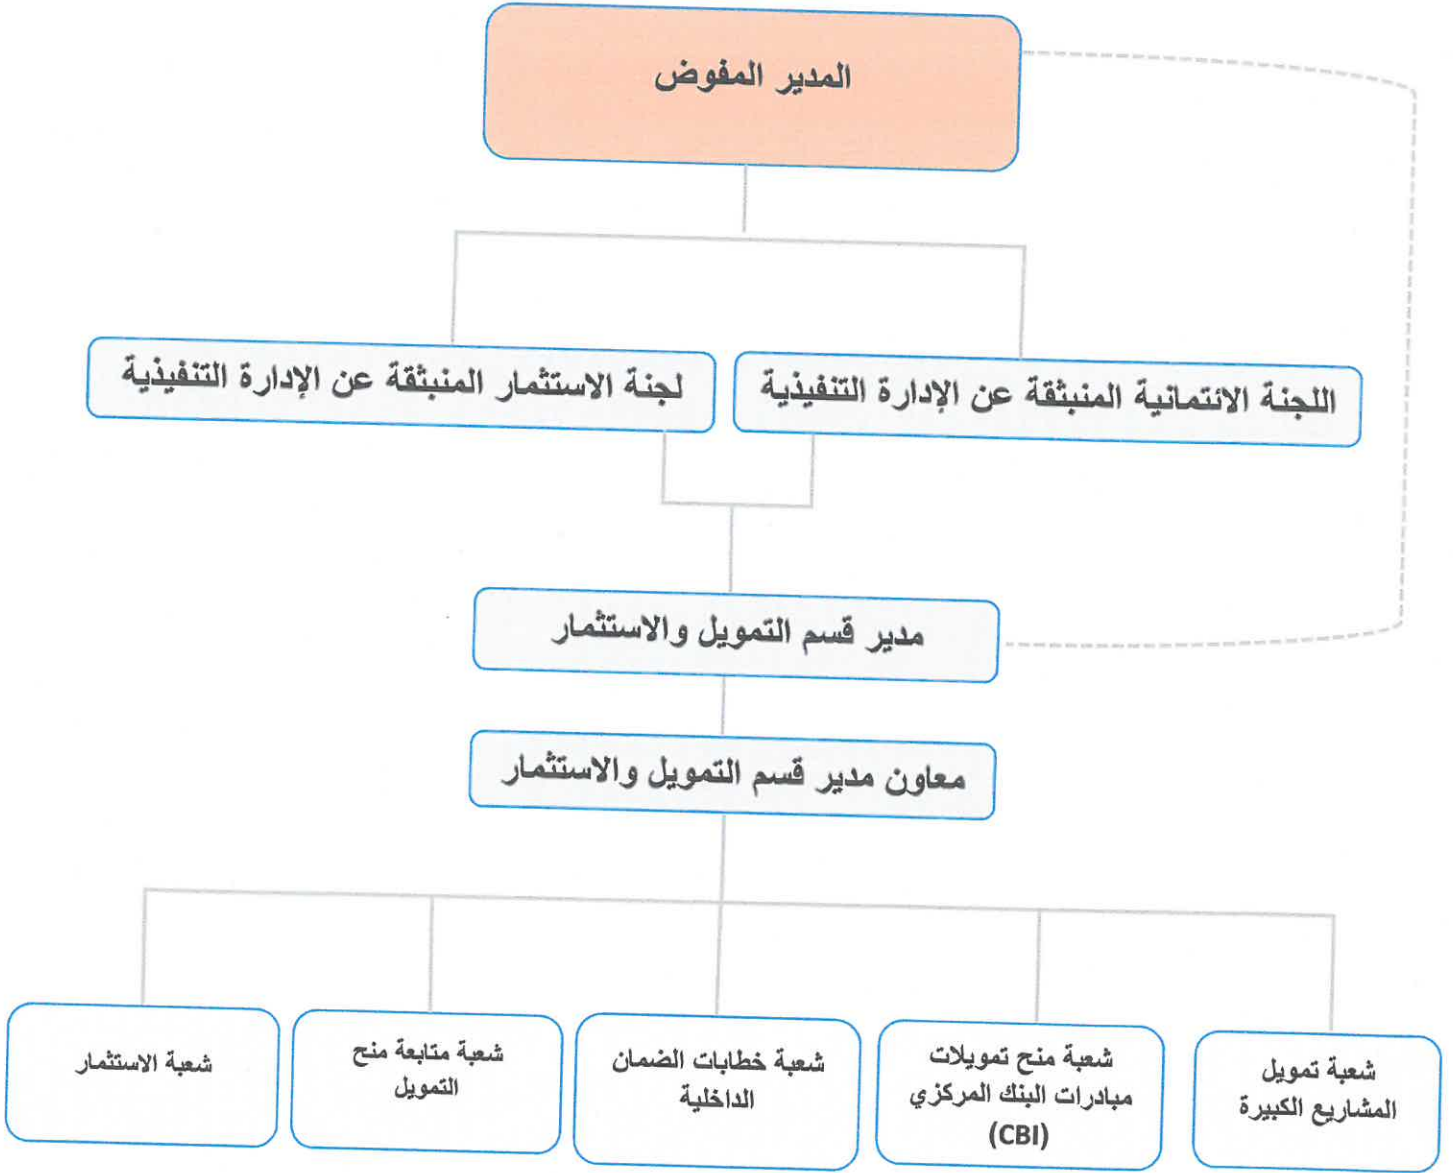 المدير المفوض
اللجنة الائتمانية المنبثقة عن الإدارة التنفيذية
لجنة الاستثمار المنبثقة عن الإدارة التنفيذية
مدير قسم التمويل والاستثمار
معاون مدير قسم التمويل والاستثمار
شعبة تمويل
المشاريع الكبيرة
شعبة منح تمويلات
مبادرات البنك المركزي
(CBI)
شعبة خطابات الضمان
الداخلية
شعبة متابعة منح
التمويل
شعبة الاستثمار